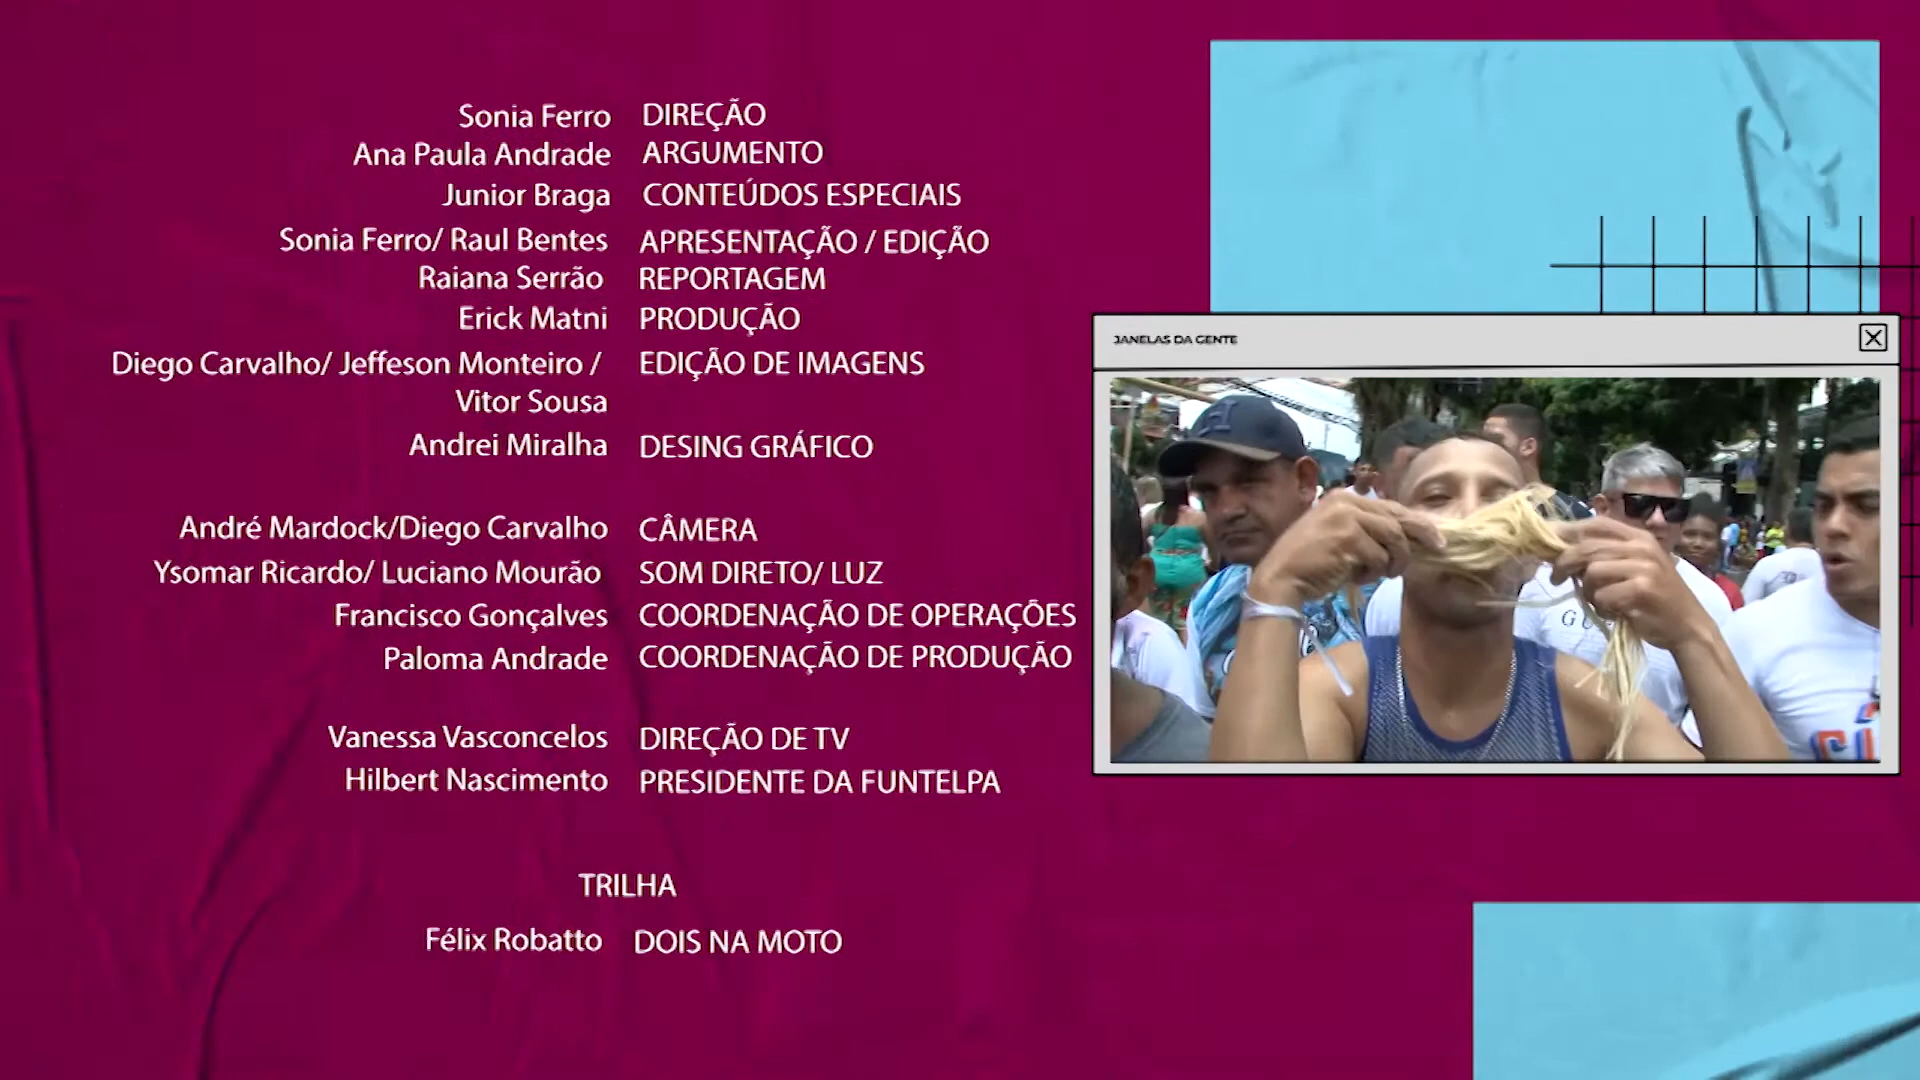 Sonia Ferro DIREÇÃO
Ana Paula Andrade ARGUMENTO
Junior Braga CONTEÚDOS ESPECIAIS
Sonia Ferro/ Raul Bentes APRESENTAÇÃO / EDIÇÃO
Raiana Serrão REPORTAGEM
Erick Matni PRODUÇÃO
Diego Carvalho/ Jeffeson Monteiro / EDIÇÃO DE IMAGENS
Vitor Sousa
Andrei Miralha DESING GRÁFICO
André Mardock/Diego Carvalho CÂMERA
Ysomar Ricardo/ Luciano Mourão SOM DIRETO/ LUZ
Francisco Gonçalves COORDENAÇÃO DE OPERAÇÕES
Paloma Andrade COORDENAÇÃO DE PRODUÇÃO
Vanessa Vasconcelos DIREÇÃO DE TV
Hilbert Nascimento PRESIDENTE DA FUNTELPA
TRILHA
Félix Robatto DOIS NA MOTO
JANELAS DA GENTE